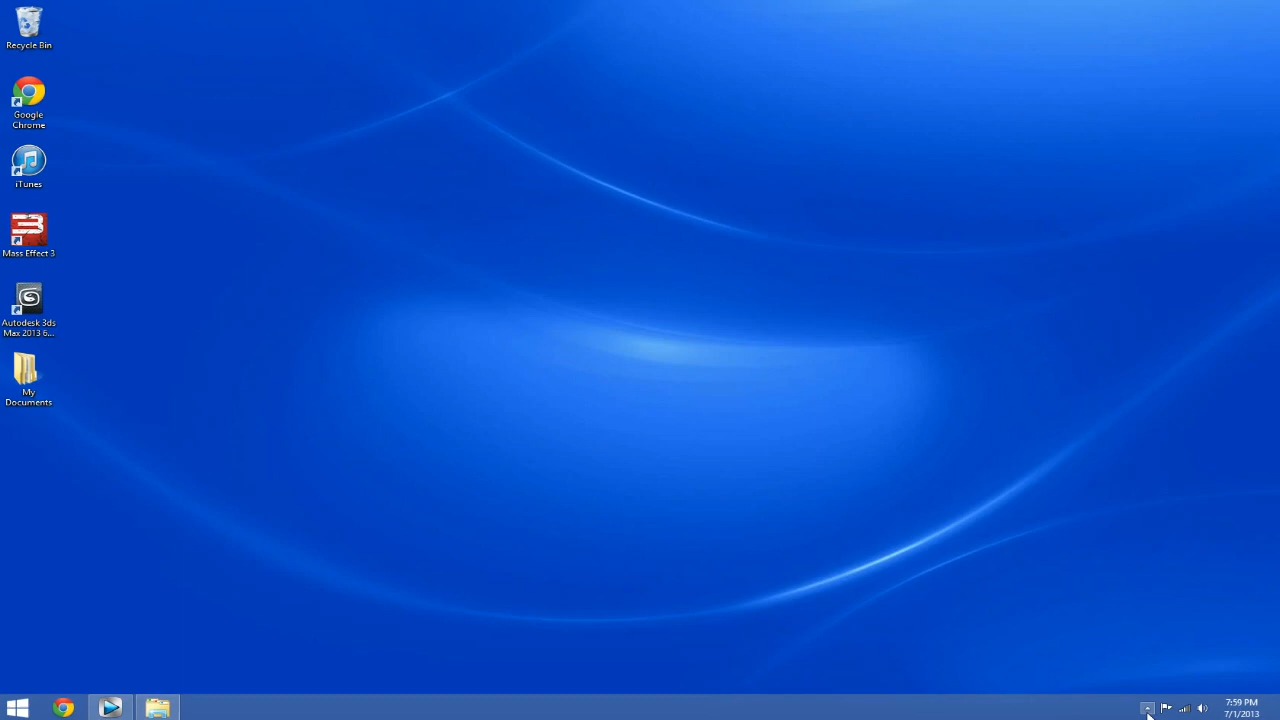 Recycle Bin
Google
Chrome
iTunes
Mass Effect 3
Autodesk 3ds
Max 2013 6...
My
Documents
7:59 PM
7/1/2013